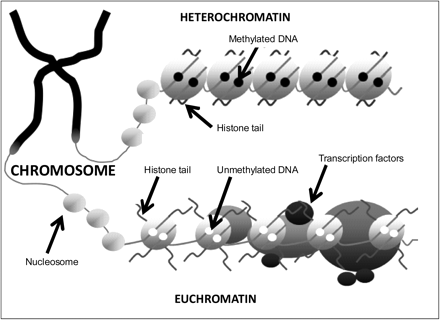 HETEROCHROMATIN
Methylated DNA
Histone tail
CHROMOSOME
Histone tail
Unmethylated DNA
Transcription factors
Nucleosome
EUCHROMATIN